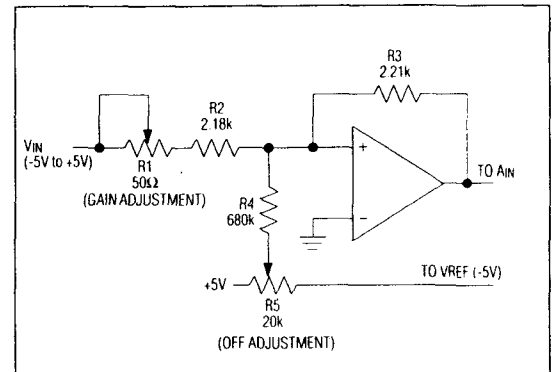 R3
2.21k
R2
2.18k
VIN
(-5V to +5V)
R1
50Ω
(GAIN ADJUSTMENT)
+
-
TO AIN
R4
680k
+5V
TO VREF (-5V)
R5
20k
(OFF ADJUSTMENT)